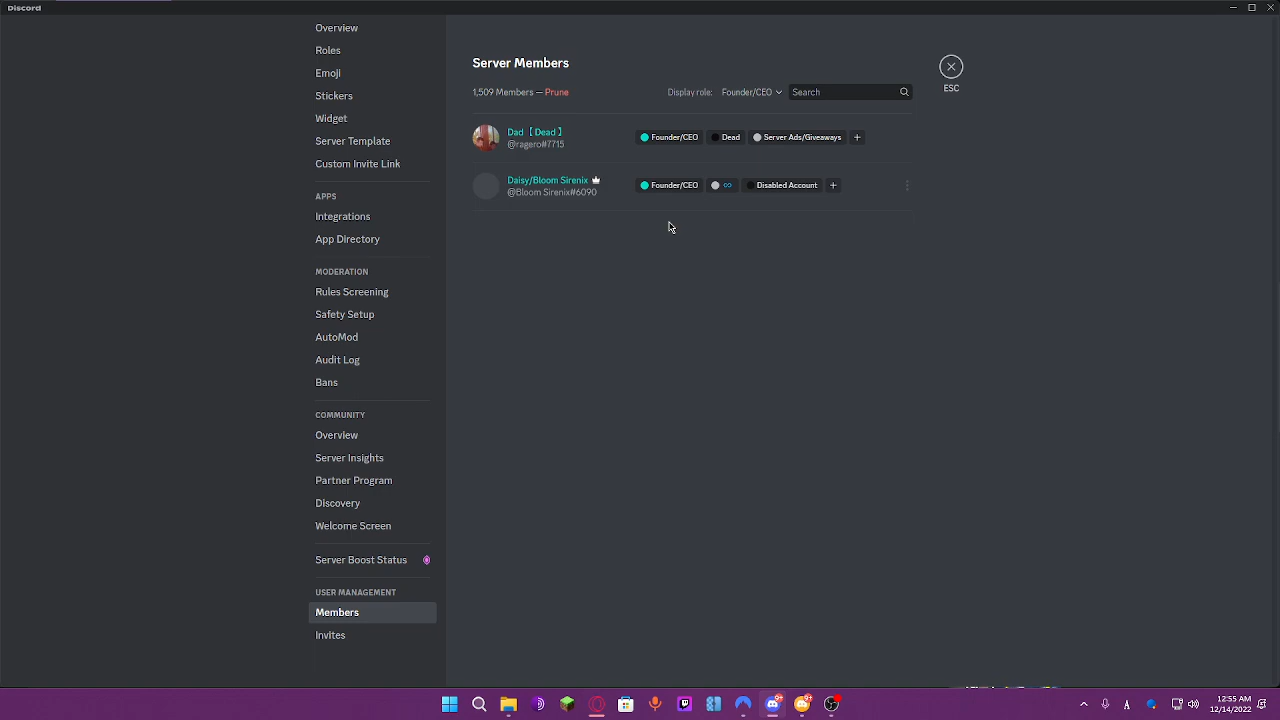 Discord
Overview
Roles
Emoji
Stickers
Widget
Server Template
Custom Invite Link
APPS
Integrations
App Directory
MODERATION
Rules Screening
Safety Setup
AutoMod
Audit Log
Bans
COMMUNITY
Overview
Server Insights
Partner Program
Discovery
Welcome Screen
Server Boost Status
USER MANAGEMENT
Members
Invites
Server Members
ESC
1,509 Members — Prune
Display role: Founder/CEO
Search
Dad [ Dead ]
@ragero#7715
Founder/CEO Dead Server Ads/Giveaways +
Daisy/Bloom Sirenix
@Bloom Sirenix#6090
Founder/CEO ∞ Disabled Account +
12:55 AM
12/14/2022